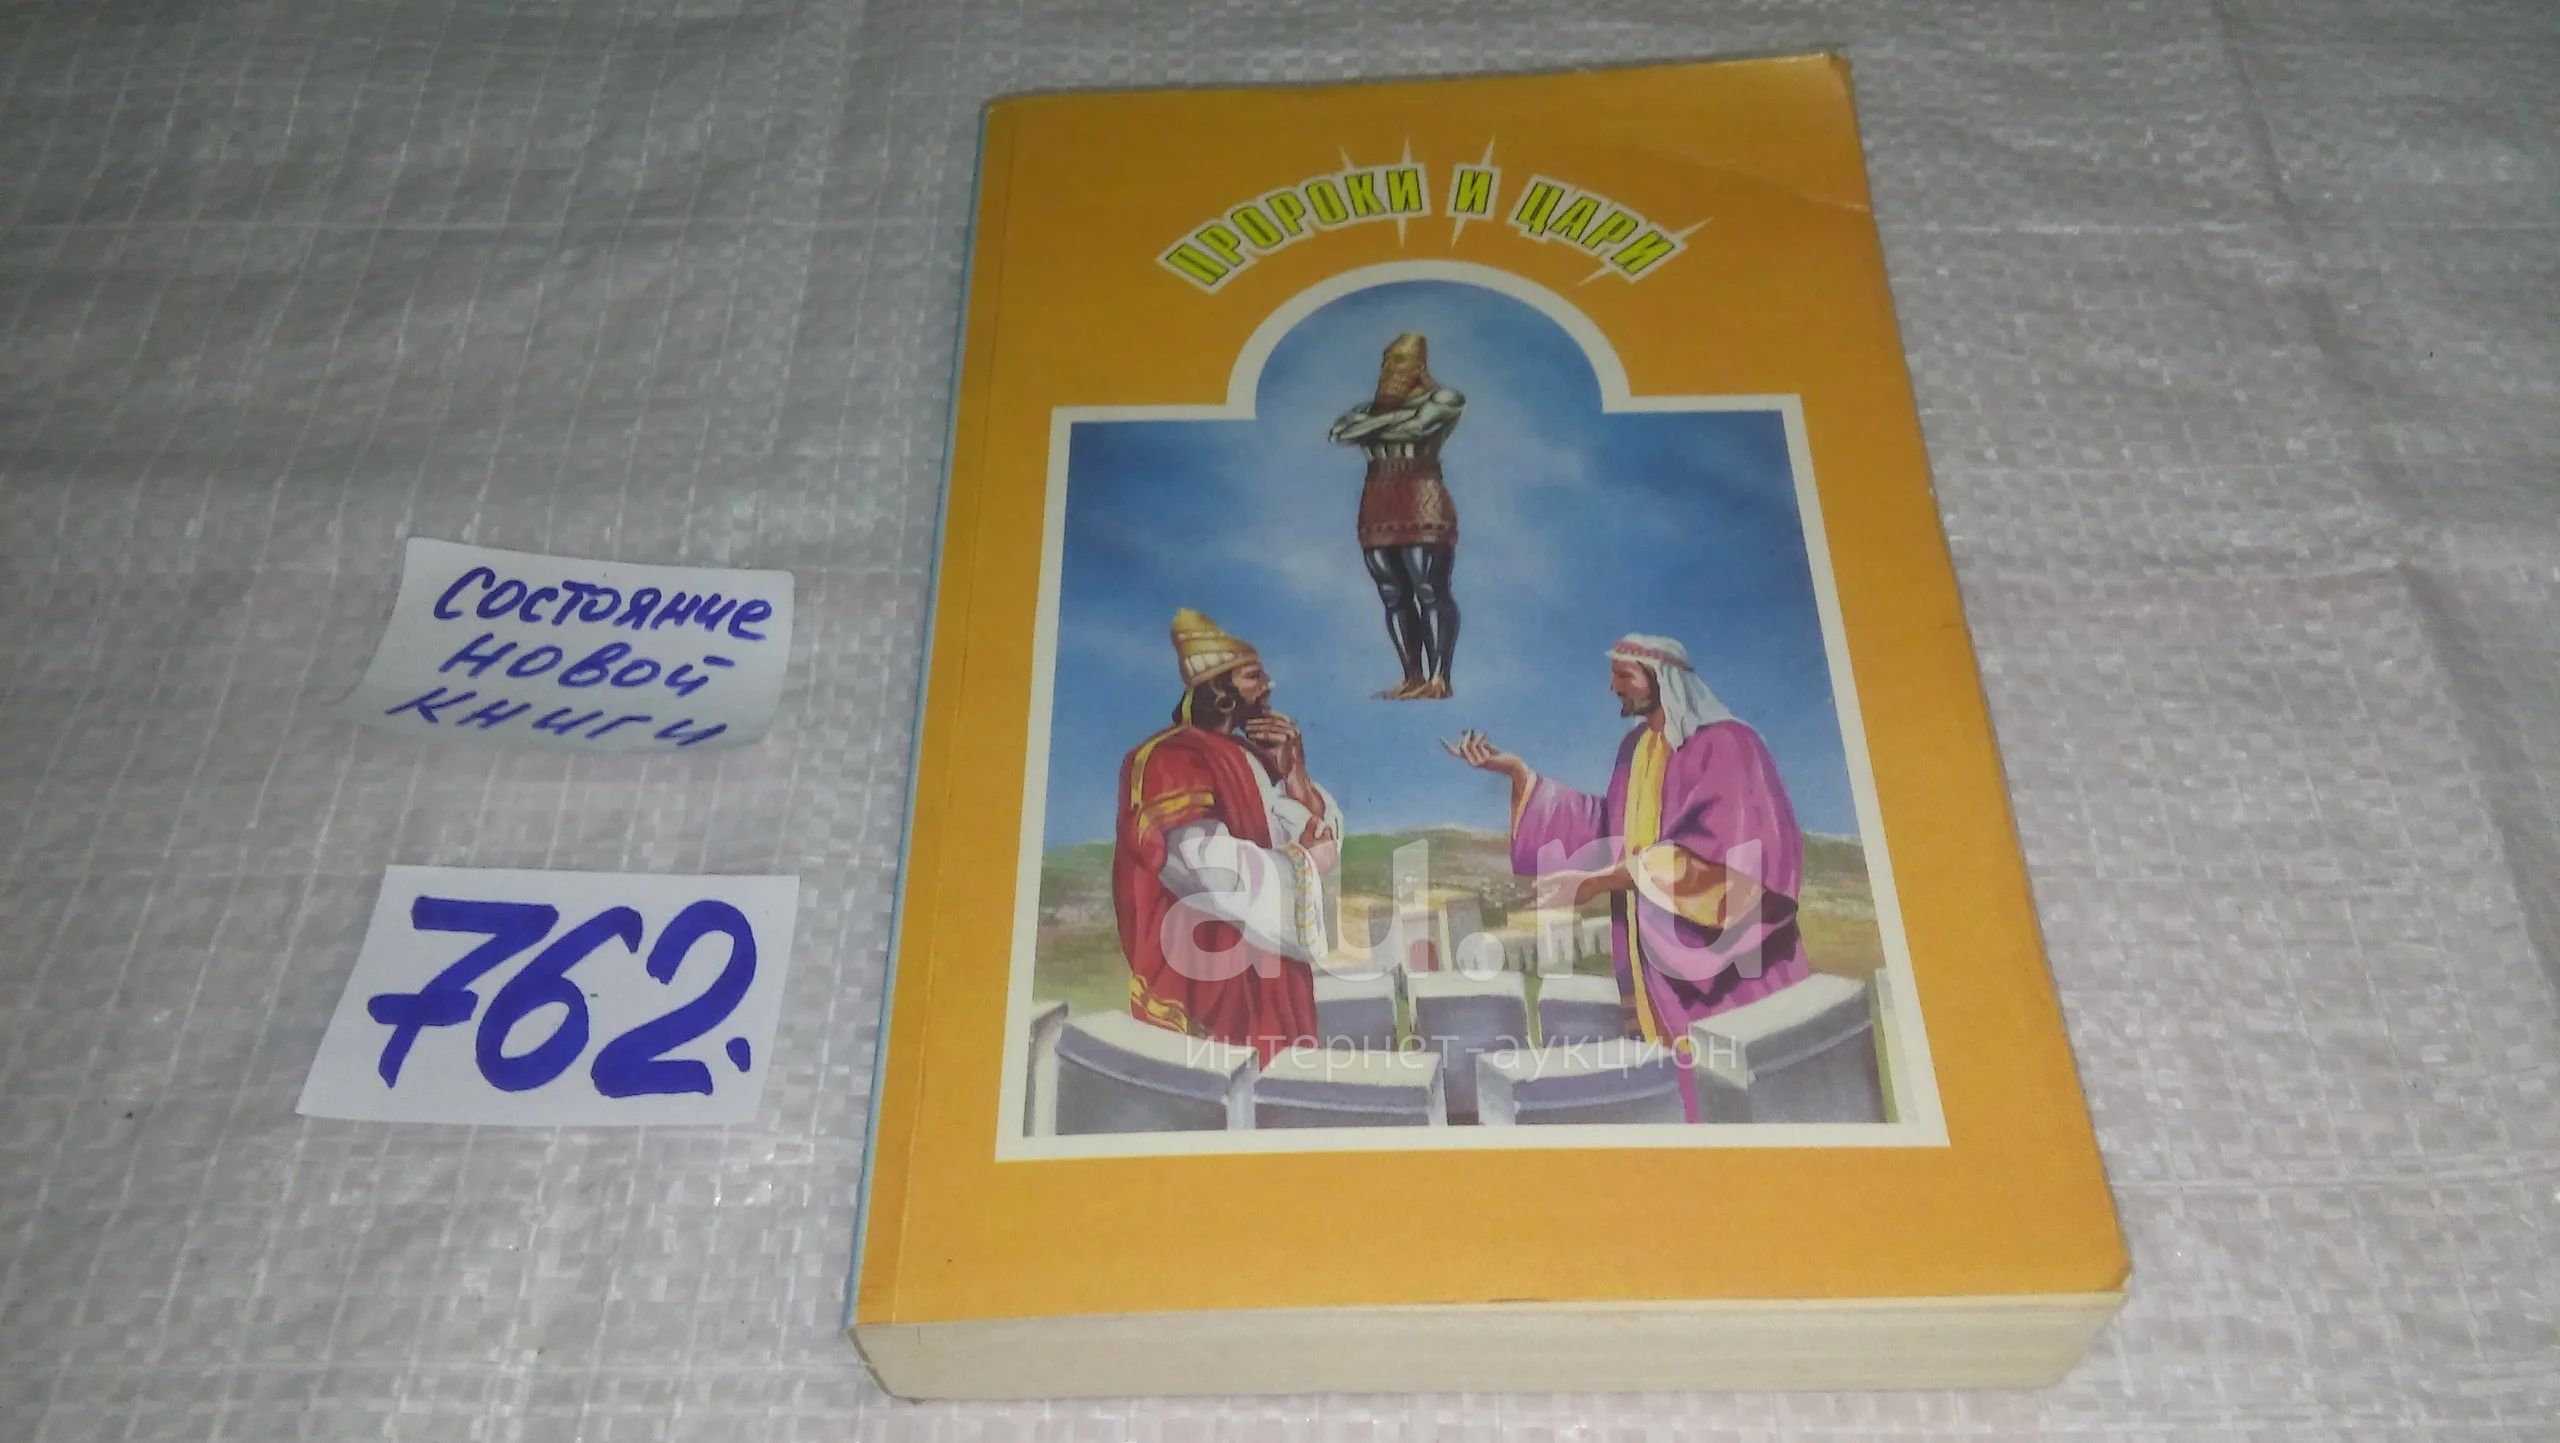 ПРОРОКИ И ЦАРИ
состояние
новой
книги
762.
au.ru
интернет-аукцион